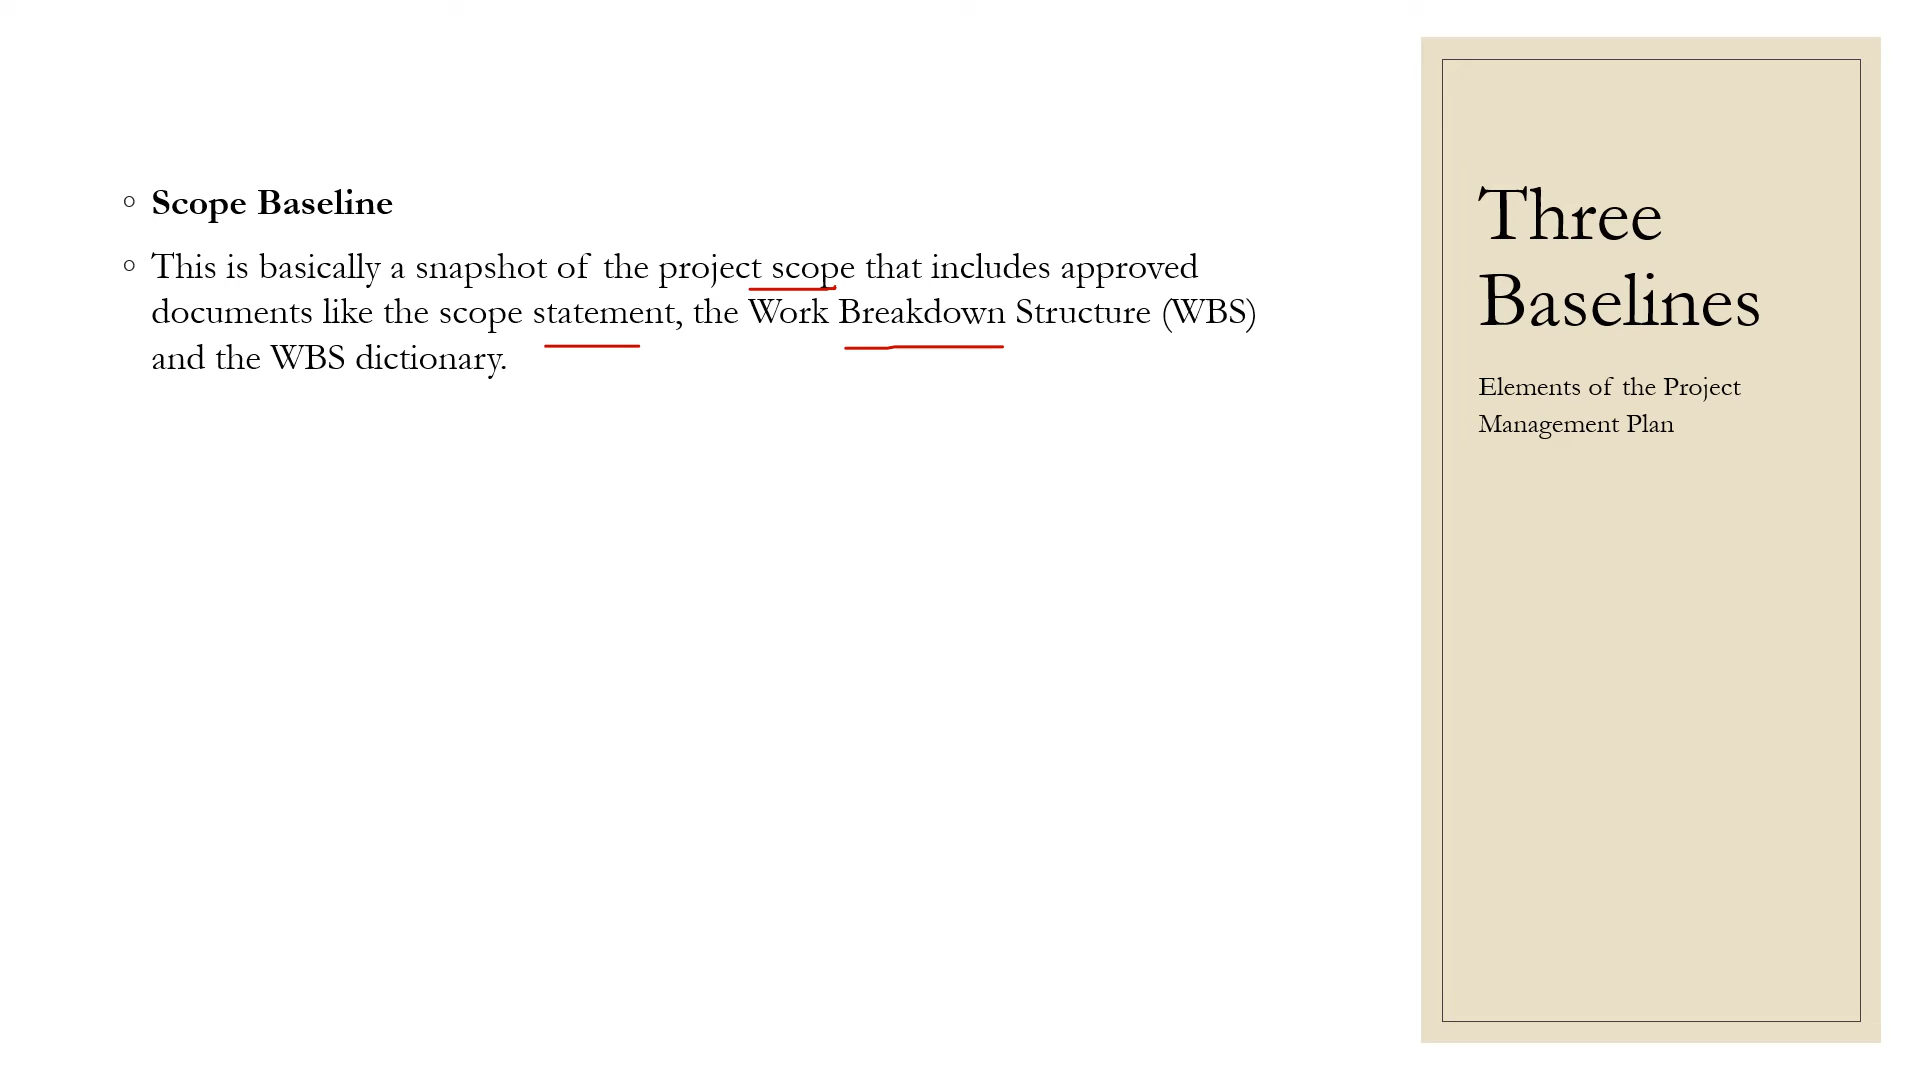 Scope Baseline
This is basically a snapshot of the project scope that includes approved
documents like the scope statement, the Work Breakdown Structure (WBS)
and the WBS dictionary.
Three
Baselines
Elements of the Project
Management Plan